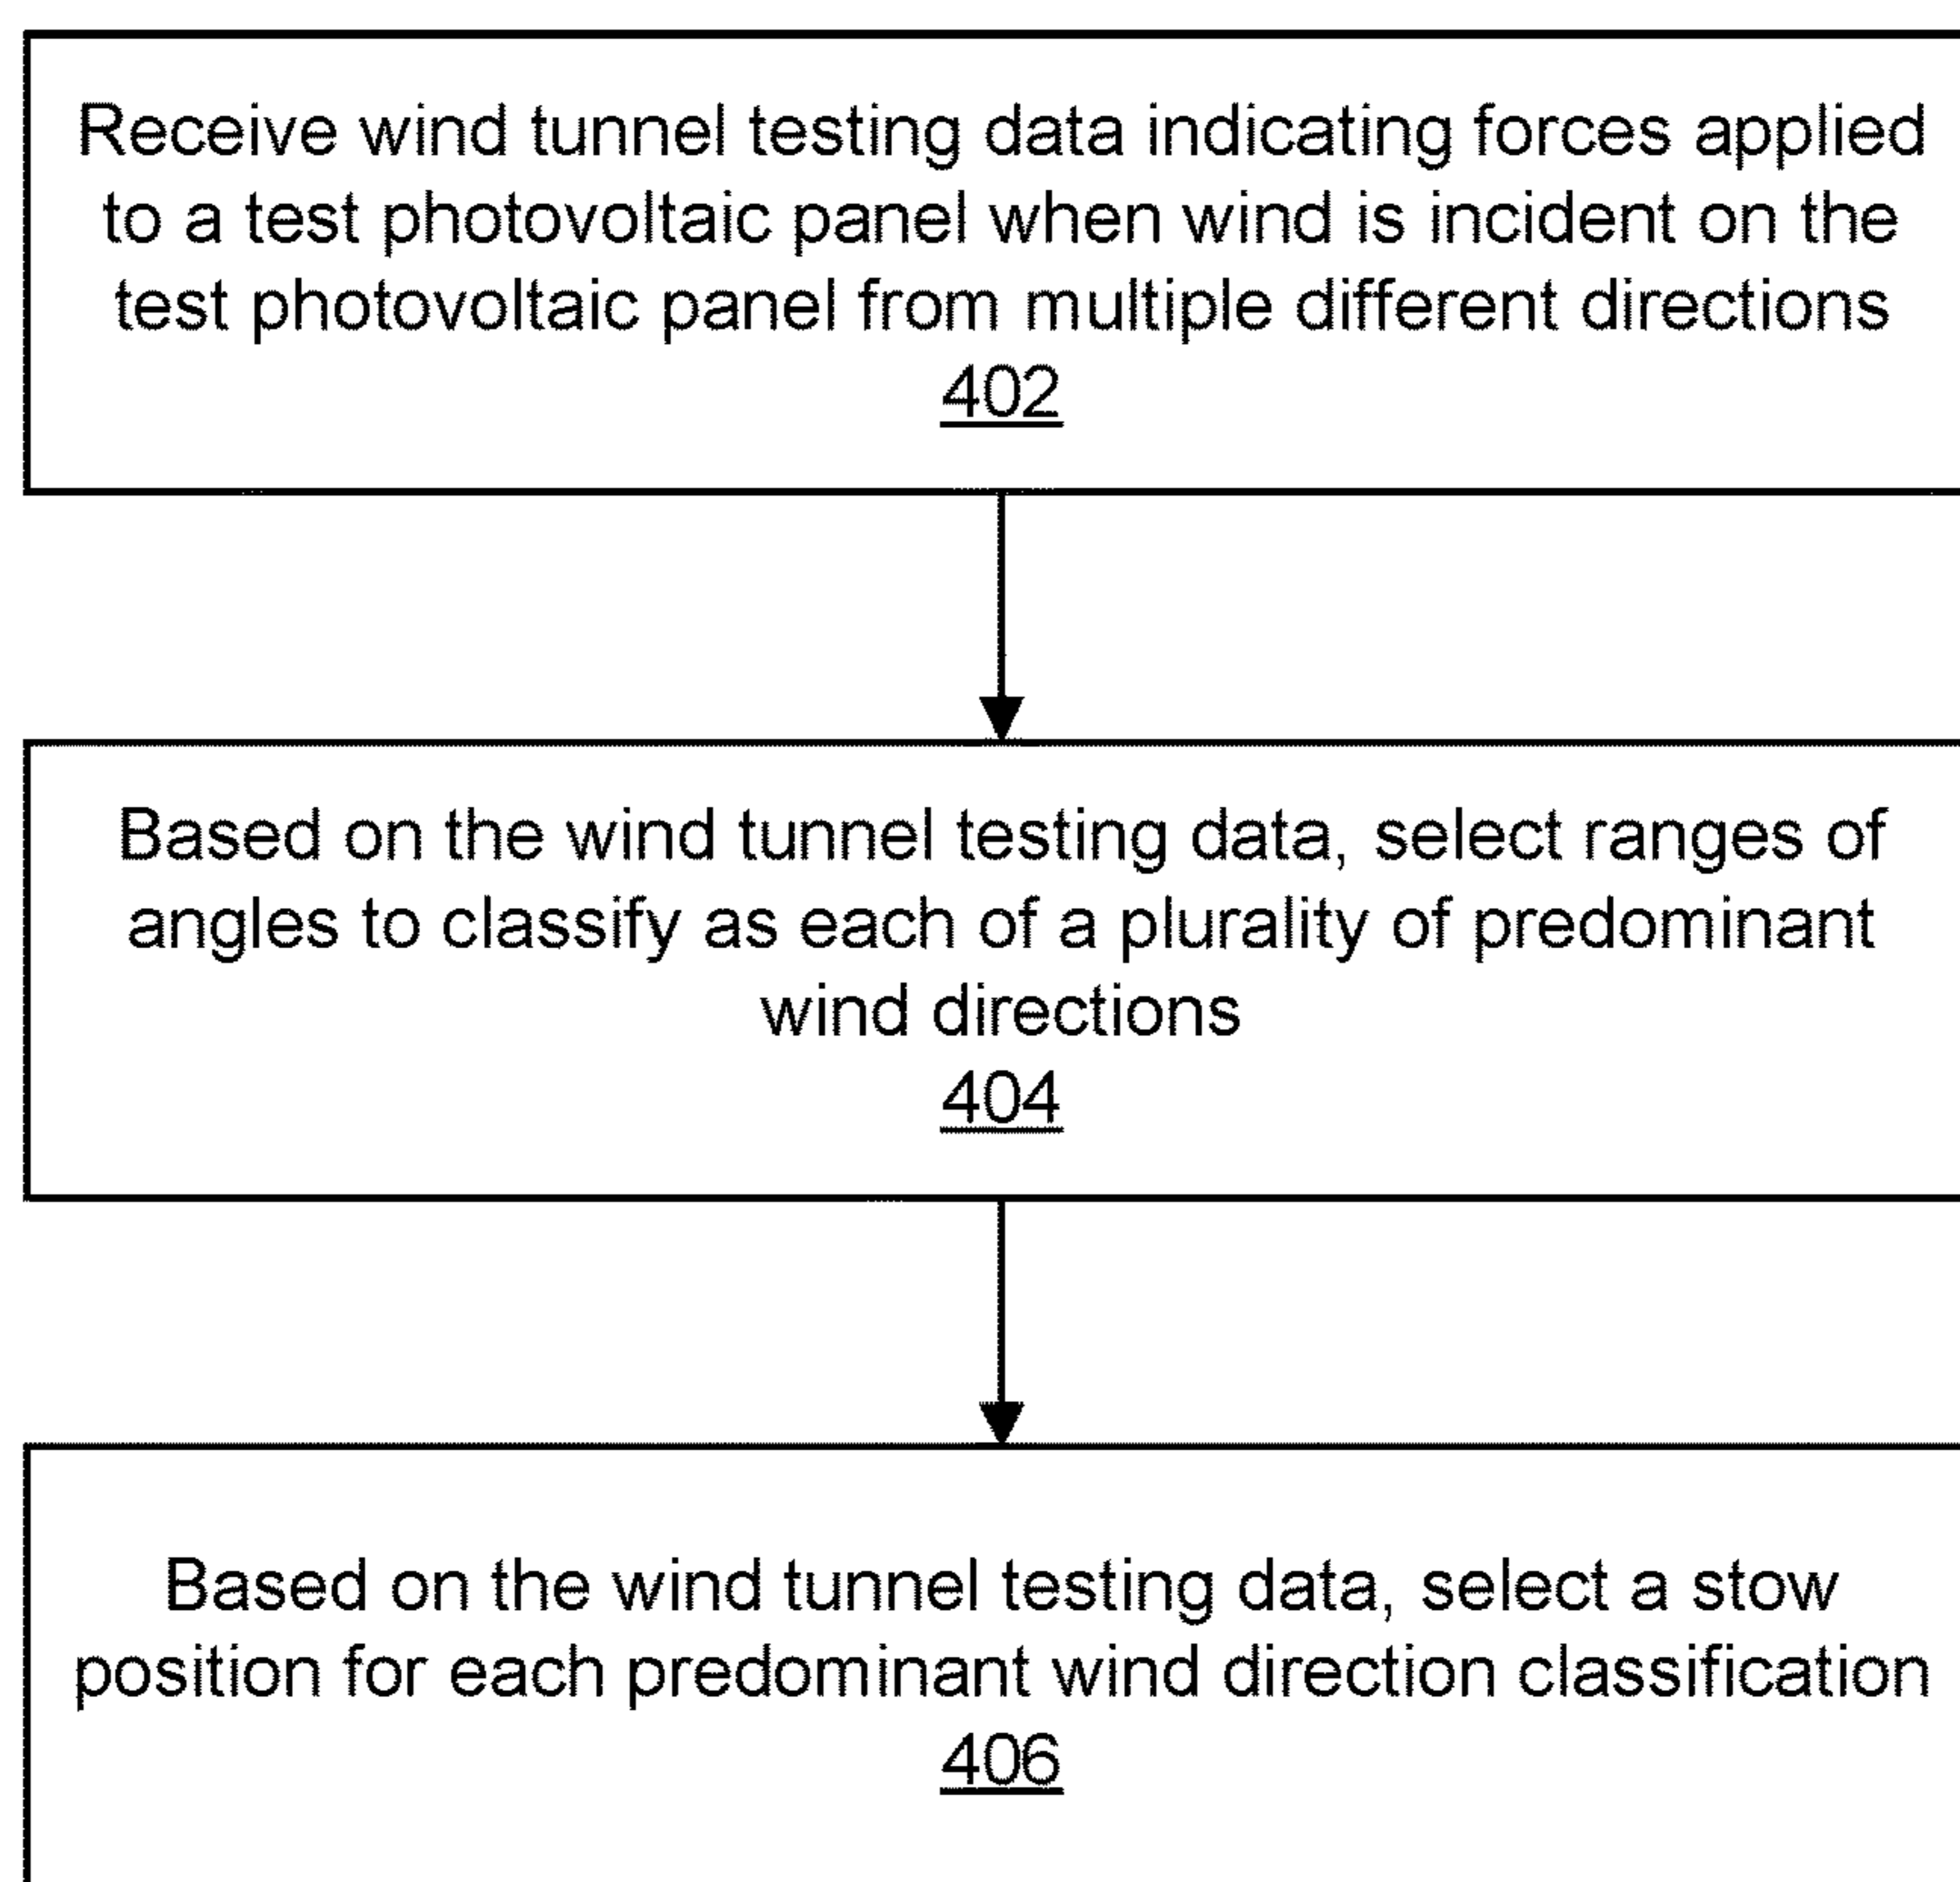 Receive wind tunnel testing data indicating forces applied
to a test photovoltaic panel when wind is incident on the
test photovoltaic panel from multiple different directions
402
Based on the wind tunnel testing data, select ranges of
angles to classify as each of a plurality of predominant
wind directions
404
Based on the wind tunnel testing data, select a stow
position for each predominant wind direction classification
406